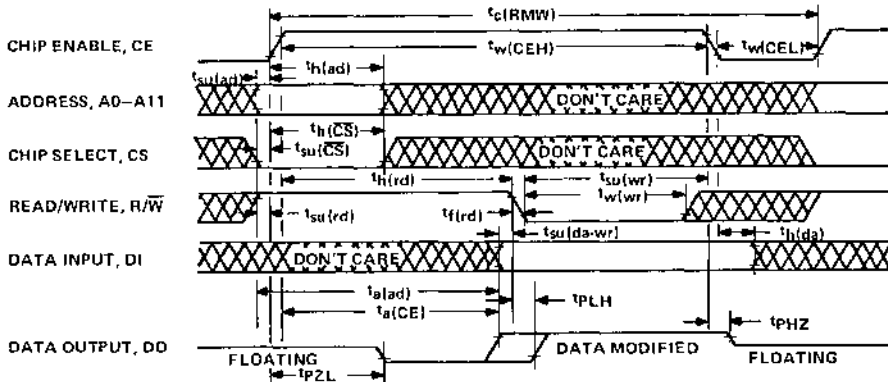 tc(RMW)
CHIP ENABLE, CE
tw(CEH)
tw(CEL)
tsu(ad)
th(ad)
ADDRESS, A0–A11
DON'T CARE
th(C̅S̅)
CHIP SELECT, CS
tsu(C̅S̅)
DON'T CARE
th(rd)
tsu(wr)
tw(wr)
READ/WRITE, R/W̅
tsu(rd)
tf(rd)
tsu(da-wr)
th(da)
DATA INPUT, DI
DON'T CARE
ta(ad)
tPLH
ta(CE)
tPHZ
DATA OUTPUT, DO
FLOATING
DATA MODIFIED
FLOATING
tPZL